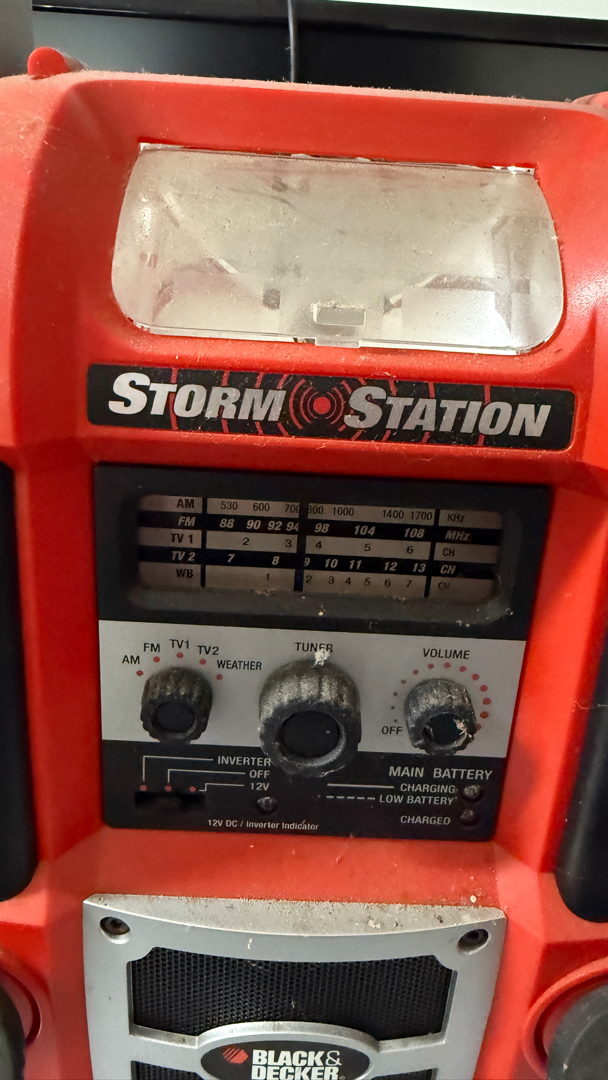 STORM STATION
AM 530 600 700 800 1000 1400 1700 KHz
FM 88 90 92 94 98 104 108 MHz
TV 1 2 3 4 5 6 CH
TV 2 7 8 9 10 11 12 13 CH
WB 1 2 3 4 5 6 7 CH
AM FM TV1 TV2 WEATHER
TUNER
VOLUME
OFF
INVERTER
OFF
12V
12V DC / Inverter Indicator
MAIN BATTERY
CHARGING
LOW BATTERY
CHARGED
BLACK&
DECKER